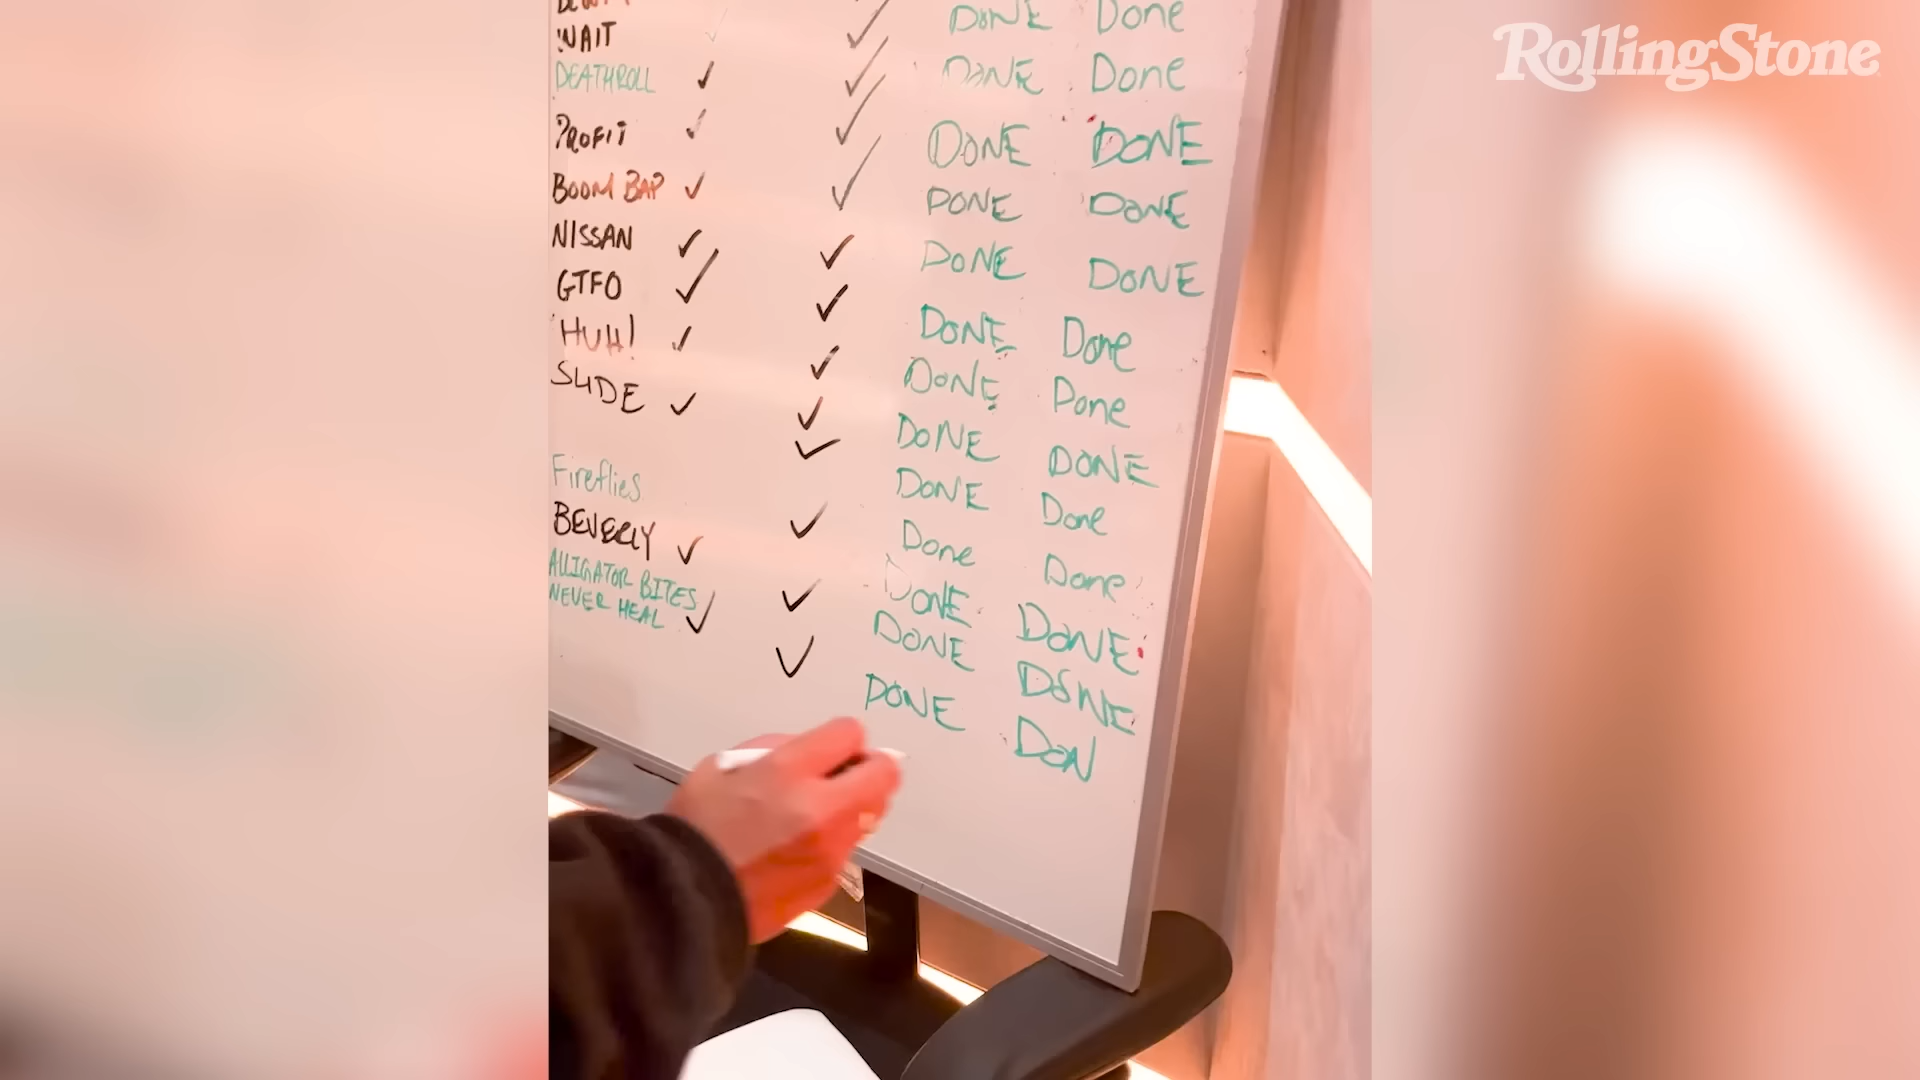 RollingStone
DONE Done
WAIT ✓ ✓ DONE Done
DEATHROLL ✓ ✓ DONE DONE
PROFIT ✓ ✓ DONE DONE
BOOM BAP ✓ ✓ DONE DONE
NISSAN ✓ ✓ DONE Done
GTFO ✓ ✓ DONE Done
HUH! ✓ ✓ DONE DONE
SLIDE ✓ ✓ DONE Done
✓ Done Done
Fireflies ✓ DONE DONE
BEVERLY ✓ ✓ DONE DONE
ALLIGATOR BITES
NEVER HEAL ✓ ✓ DONE DON